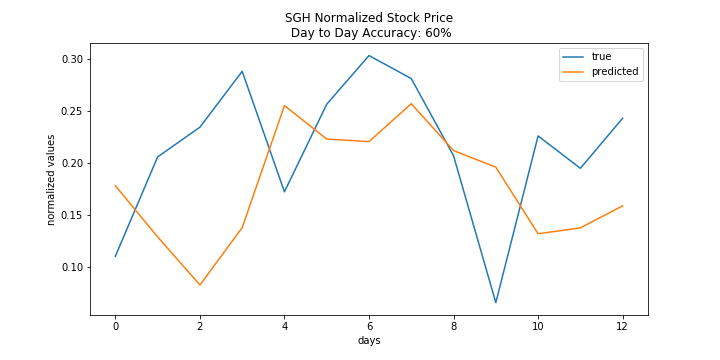 SGH Normalized Stock Price
Day to Day Accuracy: 60%
true
predicted
normalized values
0.30
0.25
0.20
0.15
0.10
0 2 4 6 8 10 12
days